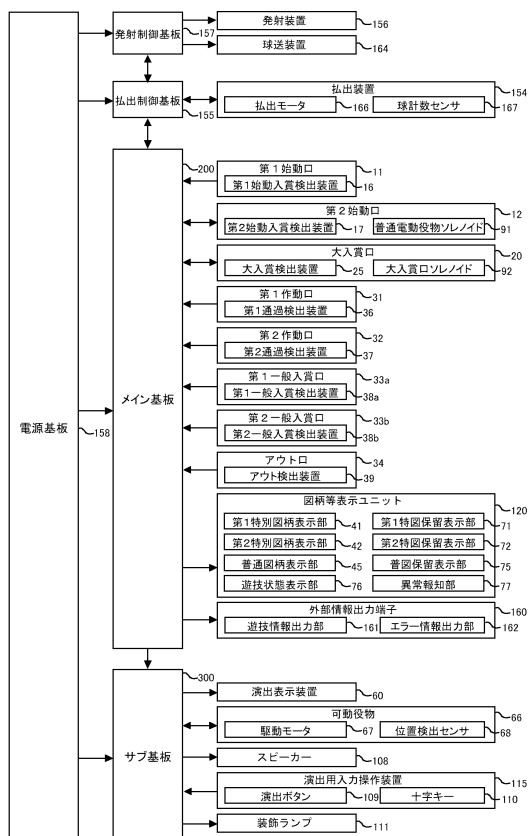 電源基板
158
発射制御基板
157
発射装置
156
球送装置
164
払出制御基板
155
払出装置
154
払出モータ
166
球計数センサ
167
メイン基板
200
第1始動口
11
第1始動入賞検出装置
16
第2始動口
12
第2始動入賞検出装置
17
普通電動役物ソレノイド
91
大入賞口
20
大入賞検出装置
25
大入賞口ソレノイド
92
第1作動口
31
第1通過検出装置
36
第2作動口
32
第2通過検出装置
37
第1一般入賞口
33a
第1一般入賞検出装置
38a
第2一般入賞口
33b
第2一般入賞検出装置
38b
アウト口
34
アウト検出装置
39
図柄等表示ユニット
120
第1特別図柄表示部
41
第1特図保留表示部
71
第2特別図柄表示部
42
第2特図保留表示部
72
普通図柄表示部
45
普図保留表示部
75
遊技状態表示部
76
異常報知部
77
外部情報出力端子
160
遊技情報出力部
161
エラー情報出力部
162
サブ基板
300
演出表示装置
60
可動役物
66
駆動モータ
67
位置検出センサ
68
スピーカー
108
演出用入力操作装置
115
演出ボタン
109
十字キー
110
装飾ランプ
111